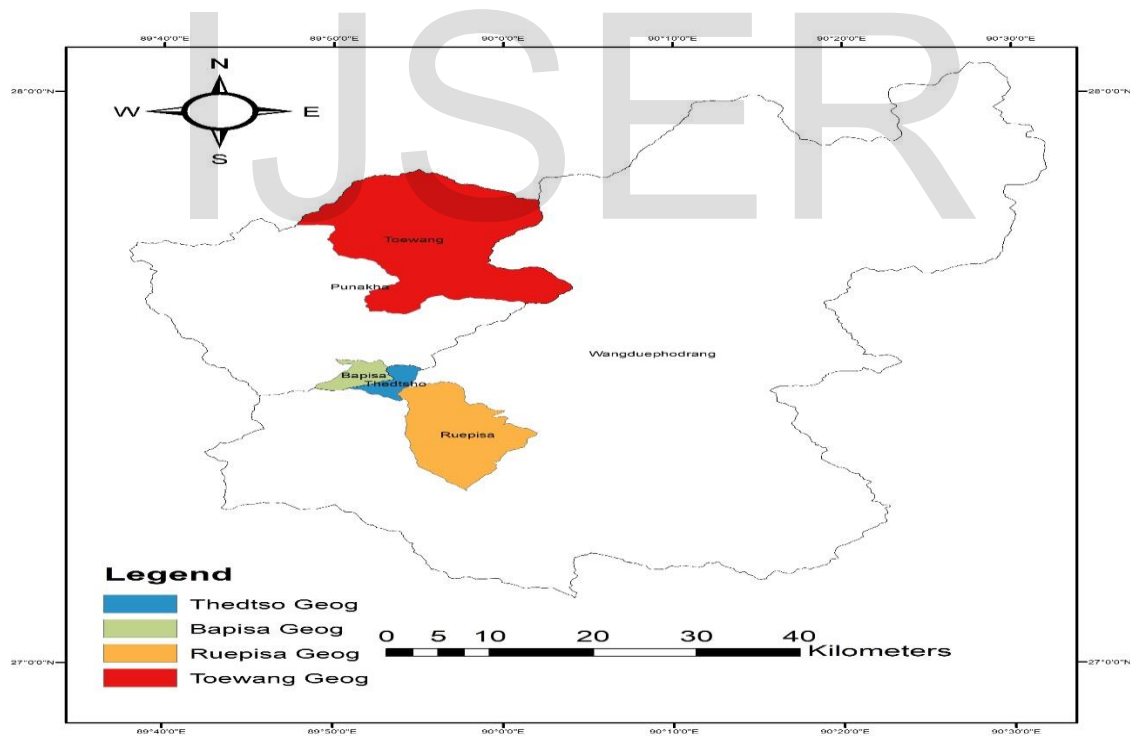 IJSER
89°40'0"E 89°50'0"E 90°0'0"E 90°10'0"E 90°20'0"E 90°30'0"E
28°0'0"N 28°0'0"N
N
W E
S
Toewang
Punakha
Wangduephodrang
Bapisa
Thedtsho
Ruepisa
Legend
Thedtso Geog
Bapisa Geog
Ruepisa Geog
Toewang Geog
0 5 10 20 30 40
Kilometers
27°0'0"N 27°0'0"N
89°40'0"E 89°50'0"E 90°0'0"E 90°10'0"E 90°20'0"E 90°30'0"E